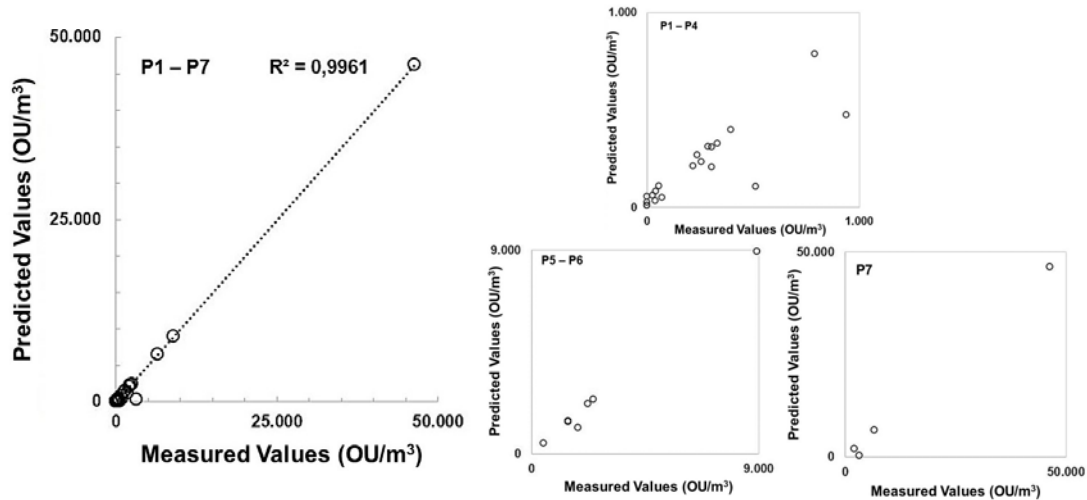 50.000
P1 – P7 R² = 0,9961
25.000
0
0 25.000 50.000
Predicted Values (OU/m³)
Measured Values (OU/m³)
1.000
P1 – P4
0
0 1.000
Predicted Values (OU/m³)
Measured Values (OU/m³)
9.000
P5 – P6
0
0 9.000
Predicted Values (OU/m³)
Measured Values (OU/m³)
50.000
P7
0
0 50.000
Predicted Values (OU/m³)
Measured Values (OU/m³)